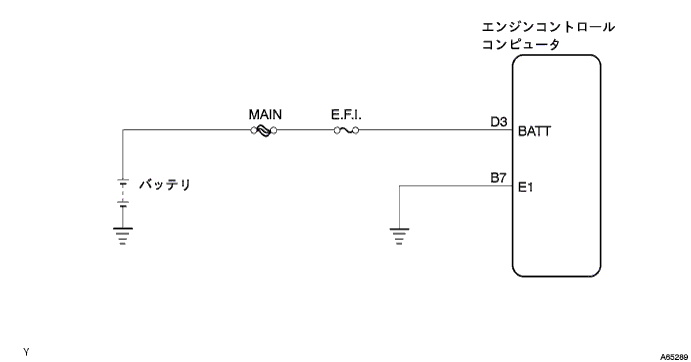 エンジンコントロール
コンピュータ
MAIN
E.F.I.
D3
BATT
バッテリ
B7
E1
Y
A65289